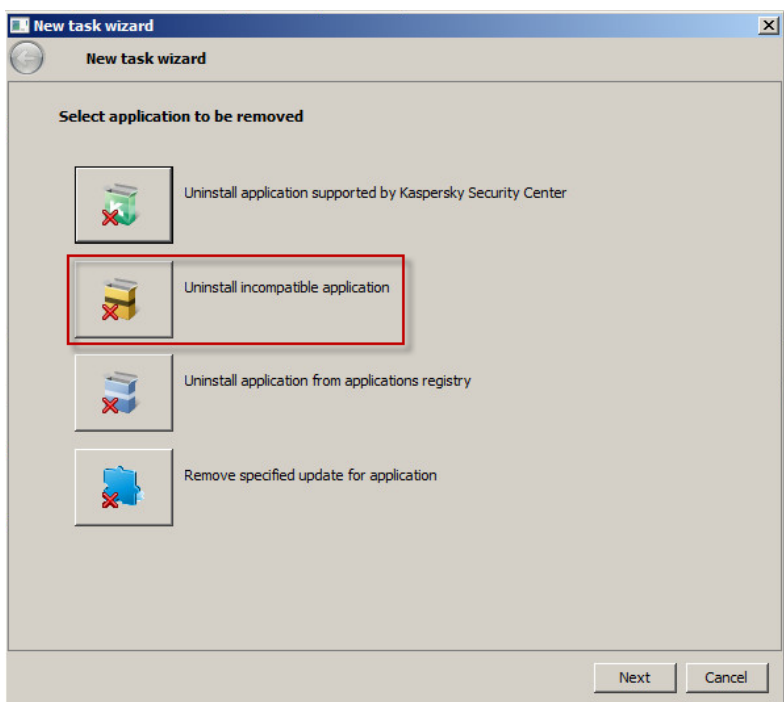 New task wizard
New task wizard
Select application to be removed
Uninstall application supported by Kaspersky Security Center
Uninstall incompatible application
Uninstall application from applications registry
Remove specified update for application
Next Cancel